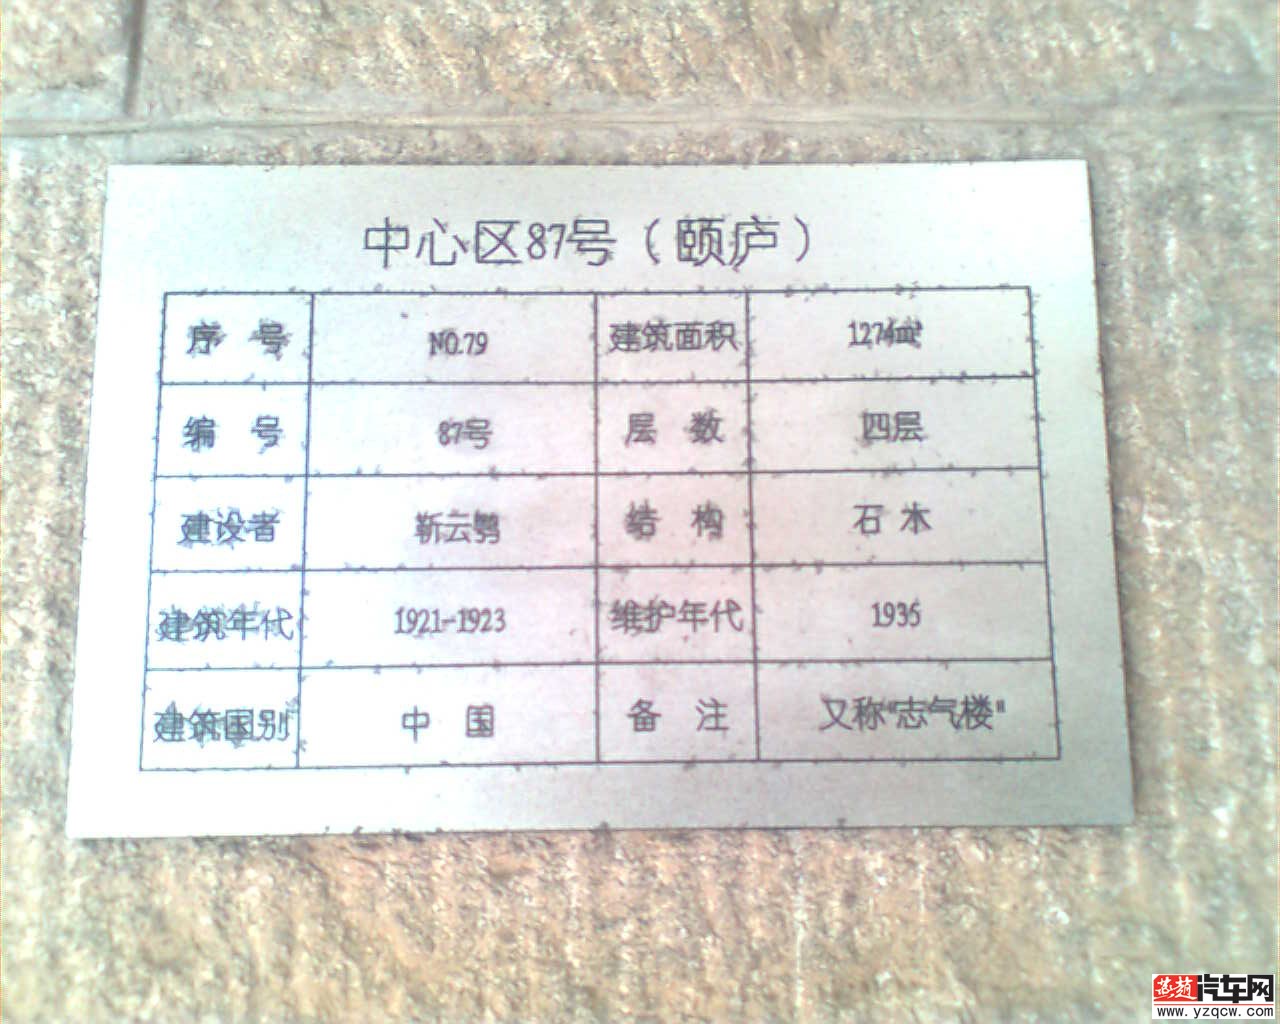 中心区87号（颐庐）
序 号 NO.79 建筑面积 1274㎡
编 号 87号 层 数 四层
建设者 靳云鹗 结 构 石 木
建筑年代 1921-1923 维护年代 1935
建筑国别 中 国 备 注 又称"志气楼"
燕赵汽车网
www.yzqcw.com